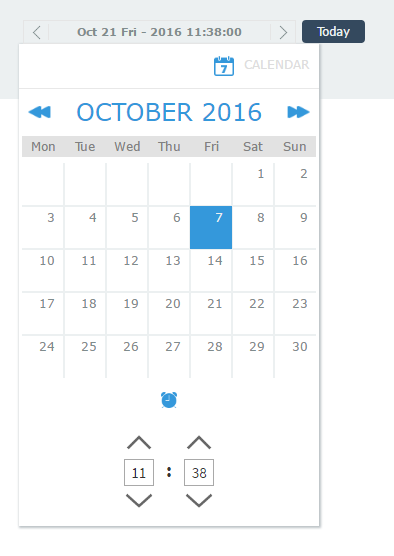 Oct 21 Fri - 2016 11:38:00 Today
7 CALENDAR
OCTOBER 2016
Mon Tue Wed Thu Fri Sat Sun
1 2
3 4 5 6 7 8 9
10 11 12 13 14 15 16
17 18 19 20 21 22 23
24 25 26 27 28 29 30
11 : 38